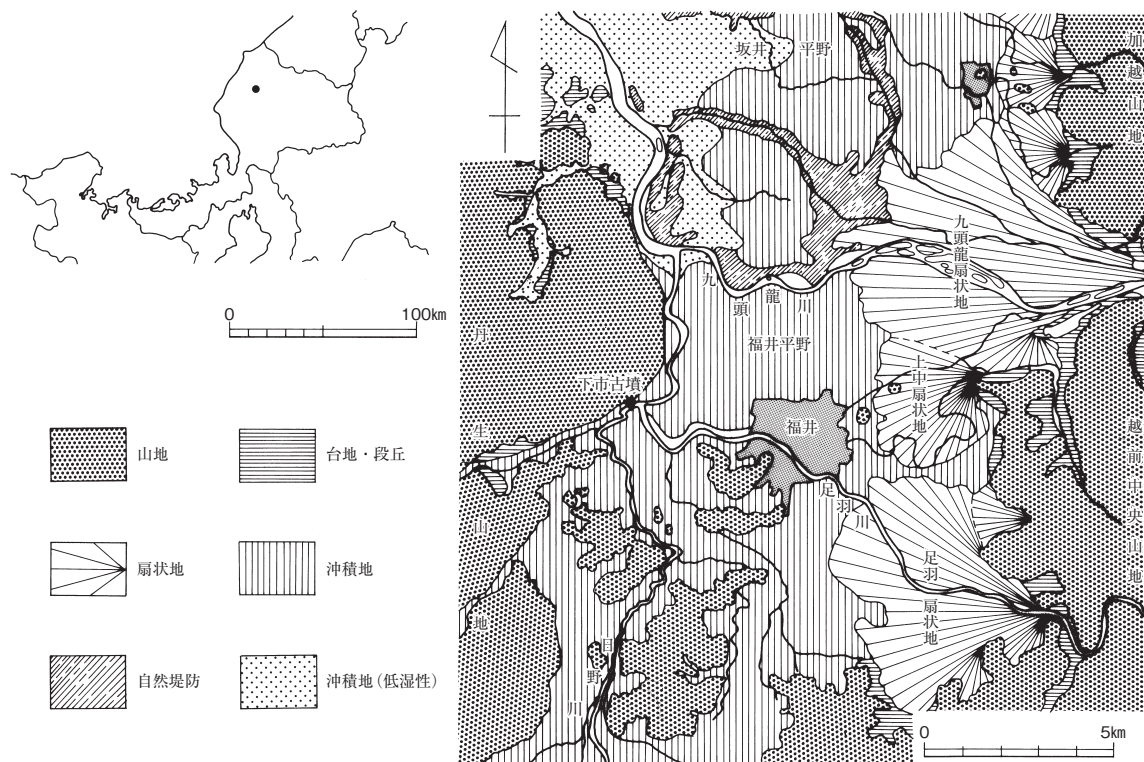 0
100km
山地
台地・段丘
扇状地
沖積地
自然堤防
沖積地(低湿性)
坂井平野
加越山地
九頭龍扇状地
九頭龍川
福井平野
丹生山地
下市古墳
上中扇状地
福井
足羽川
足羽扇状地
越前中央山地
日野川
0
5km